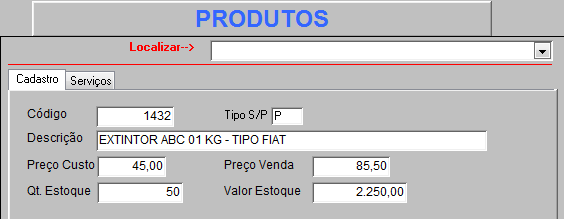 PRODUTOS
Localizar-->
Cadastro Serviços
Código 1432 Tipo S/P P
Descrição EXTINTOR ABC 01 KG - TIPO FIAT
Preço Custo 45,00 Preço Venda 85,50
Qt. Estoque 50 Valor Estoque 2.250,00